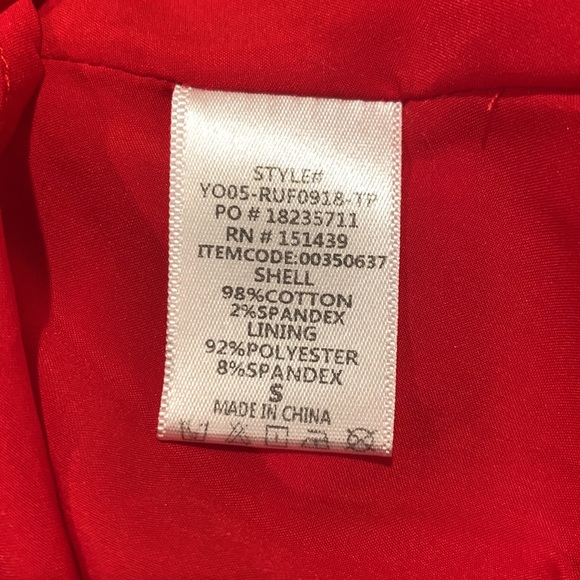 STYLE#
YO05-RUF0918-TP
PO # 18235711
RN # 151439
ITEMCODE:00350637
SHELL
98%COTTON
2%SPANDEX
LINING
92%POLYESTER
8%SPANDEX
S
MADE IN CHINA